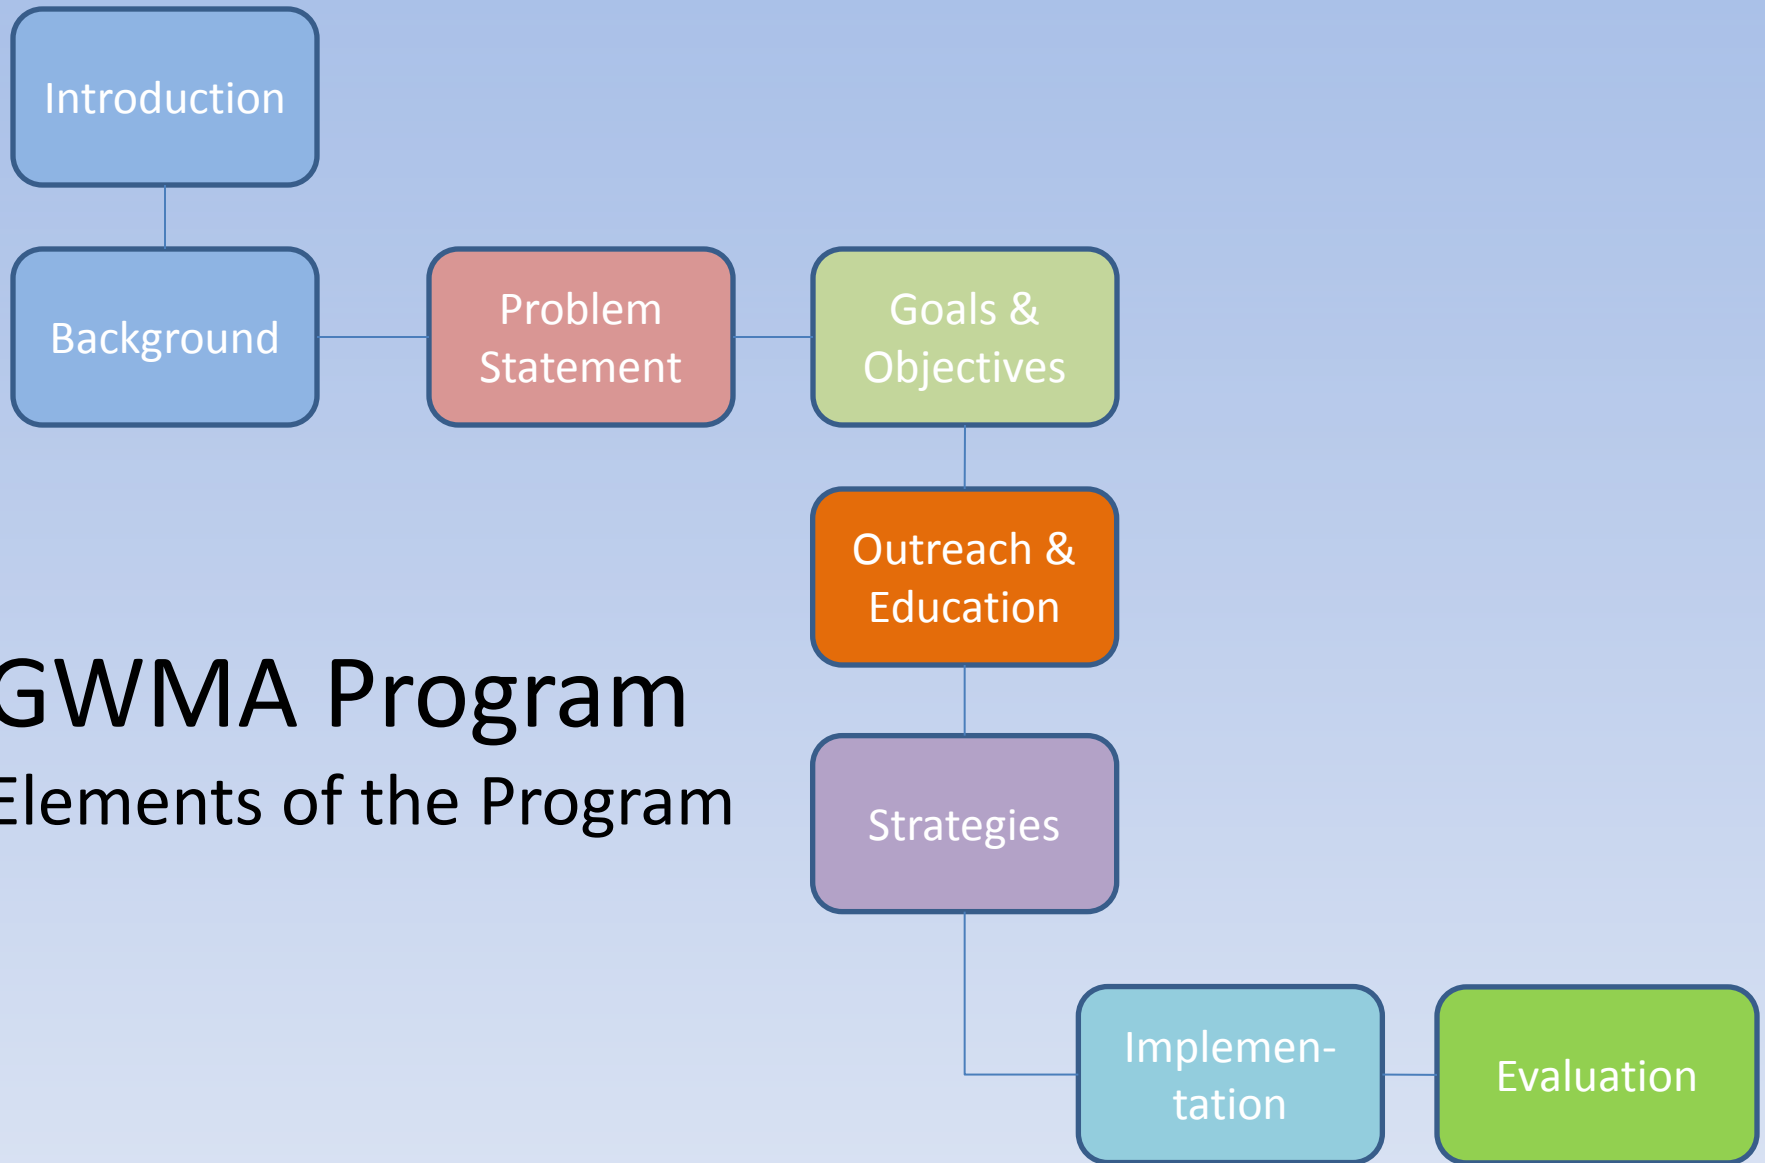 Introduction
Background
Problem
Statement
Goals &
Objectives
Outreach &
Education
GWMA Program
Elements of the Program
Strategies
Implemen-
tation
Evaluation